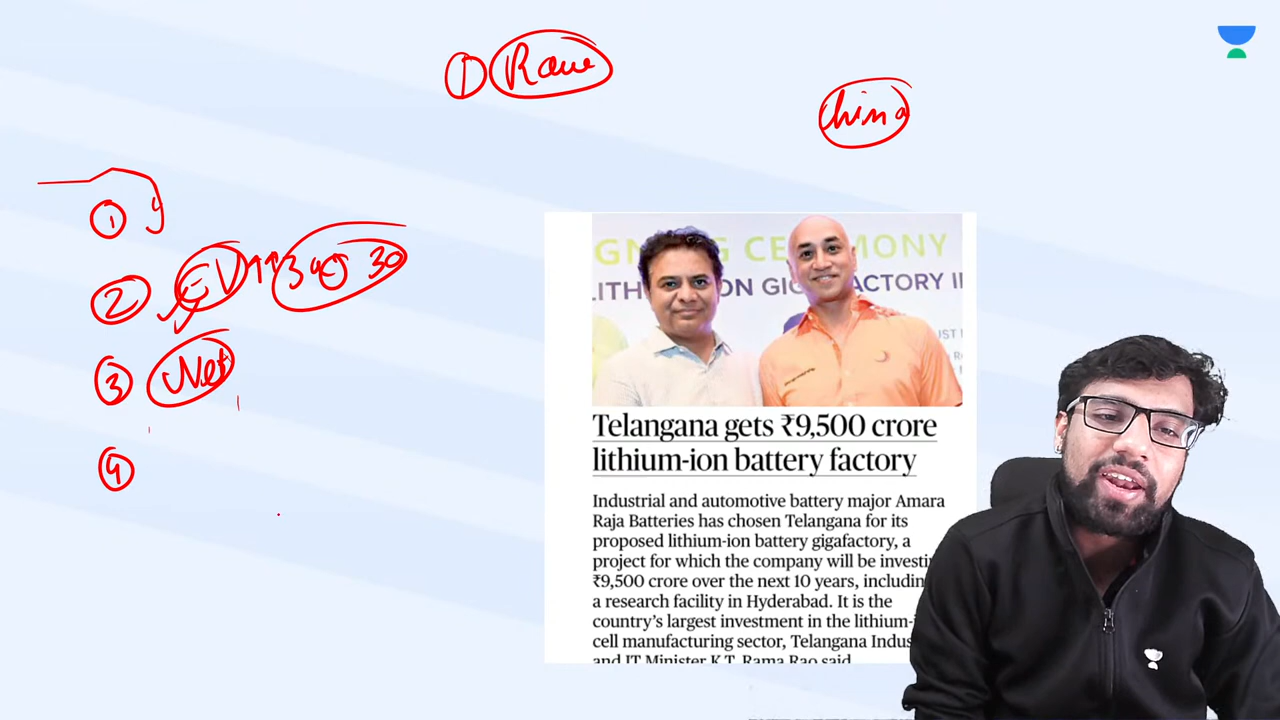 ① Raw
China
①
② EV ↑↑ 30@30
③ Net
④
GNING CEREMONY
LITHIUM-ION GIGAFACTORY I
Telangana gets ₹9,500 crore
lithium-ion battery factory
Industrial and automotive battery major Amara
Raja Batteries has chosen Telangana for its
proposed lithium-ion battery gigafactory, a
project for which the company will be investi
₹9,500 crore over the next 10 years, includin
a research facility in Hyderabad. It is the
country's largest investment in the lithium-i
cell manufacturing sector, Telangana Indus
and IT Minister K.T. Rama Rao said